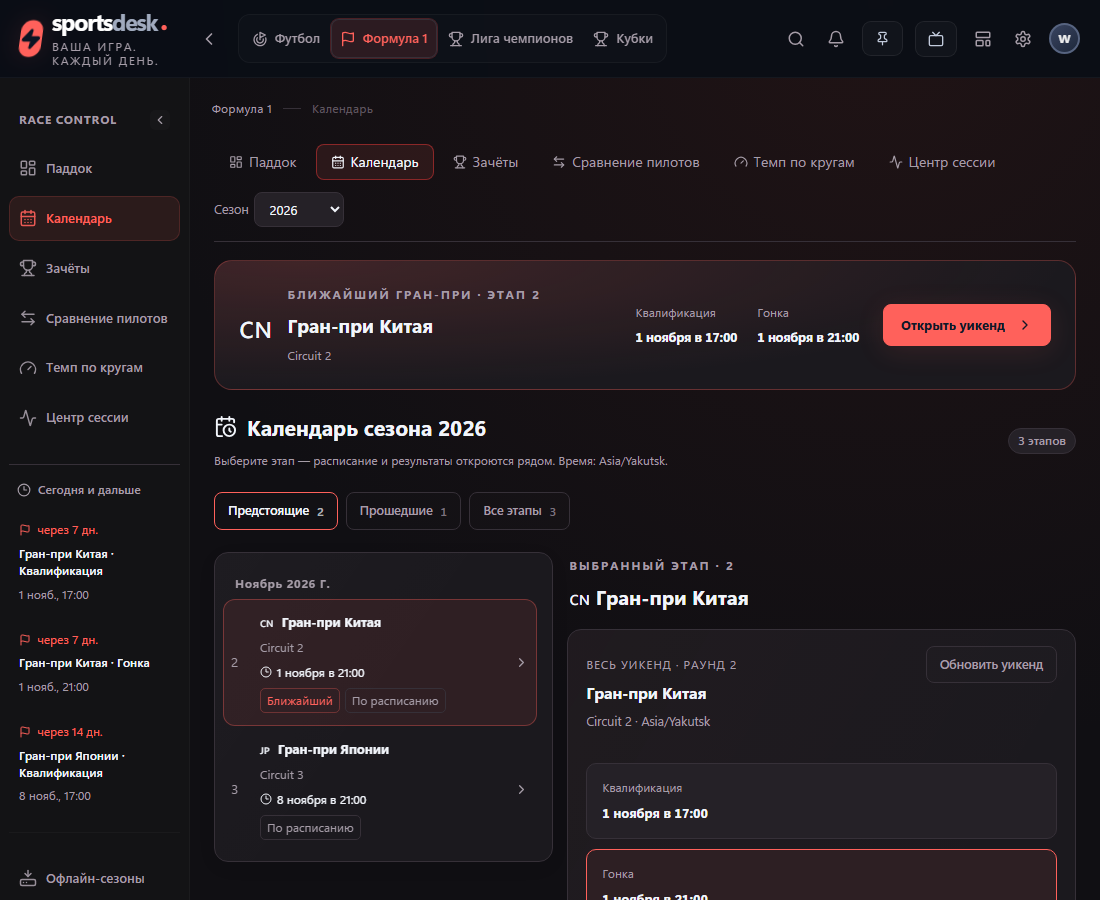 sportsdesk.
ВАША ИГРА.
КАЖДЫЙ ДЕНЬ.
Футбол
Формула 1
Лига чемпионов
Кубки
W
RACE CONTROL
Паддок
Календарь
Зачёты
Сравнение пилотов
Темп по кругам
Центр сессии
Сегодня и дальше
через 7 дн.
Гран-при Китая ·
Квалификация
1 нояб., 17:00
через 7 дн.
Гран-при Китая · Гонка
1 нояб., 21:00
через 14 дн.
Гран-при Японии ·
Квалификация
8 нояб., 17:00
Офлайн-сезоны
Формула 1 — Календарь
Паддок
Календарь
Зачёты
Сравнение пилотов
Темп по кругам
Центр сессии
Сезон 2026
БЛИЖАЙШИЙ ГРАН-ПРИ · ЭТАП 2
CN Гран-при Китая
Circuit 2
Квалификация
1 ноября в 17:00
Гонка
1 ноября в 21:00
Открыть уикенд
Календарь сезона 2026
Выберите этап — расписание и результаты откроются рядом. Время: Asia/Yakutsk.
3 этапов
Предстоящие 2
Прошедшие 1
Все этапы 3
Ноябрь 2026 Г.
2
CN Гран-при Китая
Circuit 2
1 ноября в 21:00
Ближайший
По расписанию
3
JP Гран-при Японии
Circuit 3
8 ноября в 21:00
По расписанию
ВЫБРАННЫЙ ЭТАП · 2
CN Гран-при Китая
ВЕСЬ УИКЕНД · РАУНД 2
Обновить уикенд
Гран-при Китая
Circuit 2 · Asia/Yakutsk
Квалификация
1 ноября в 17:00
Гонка
1 ноября в 21:00